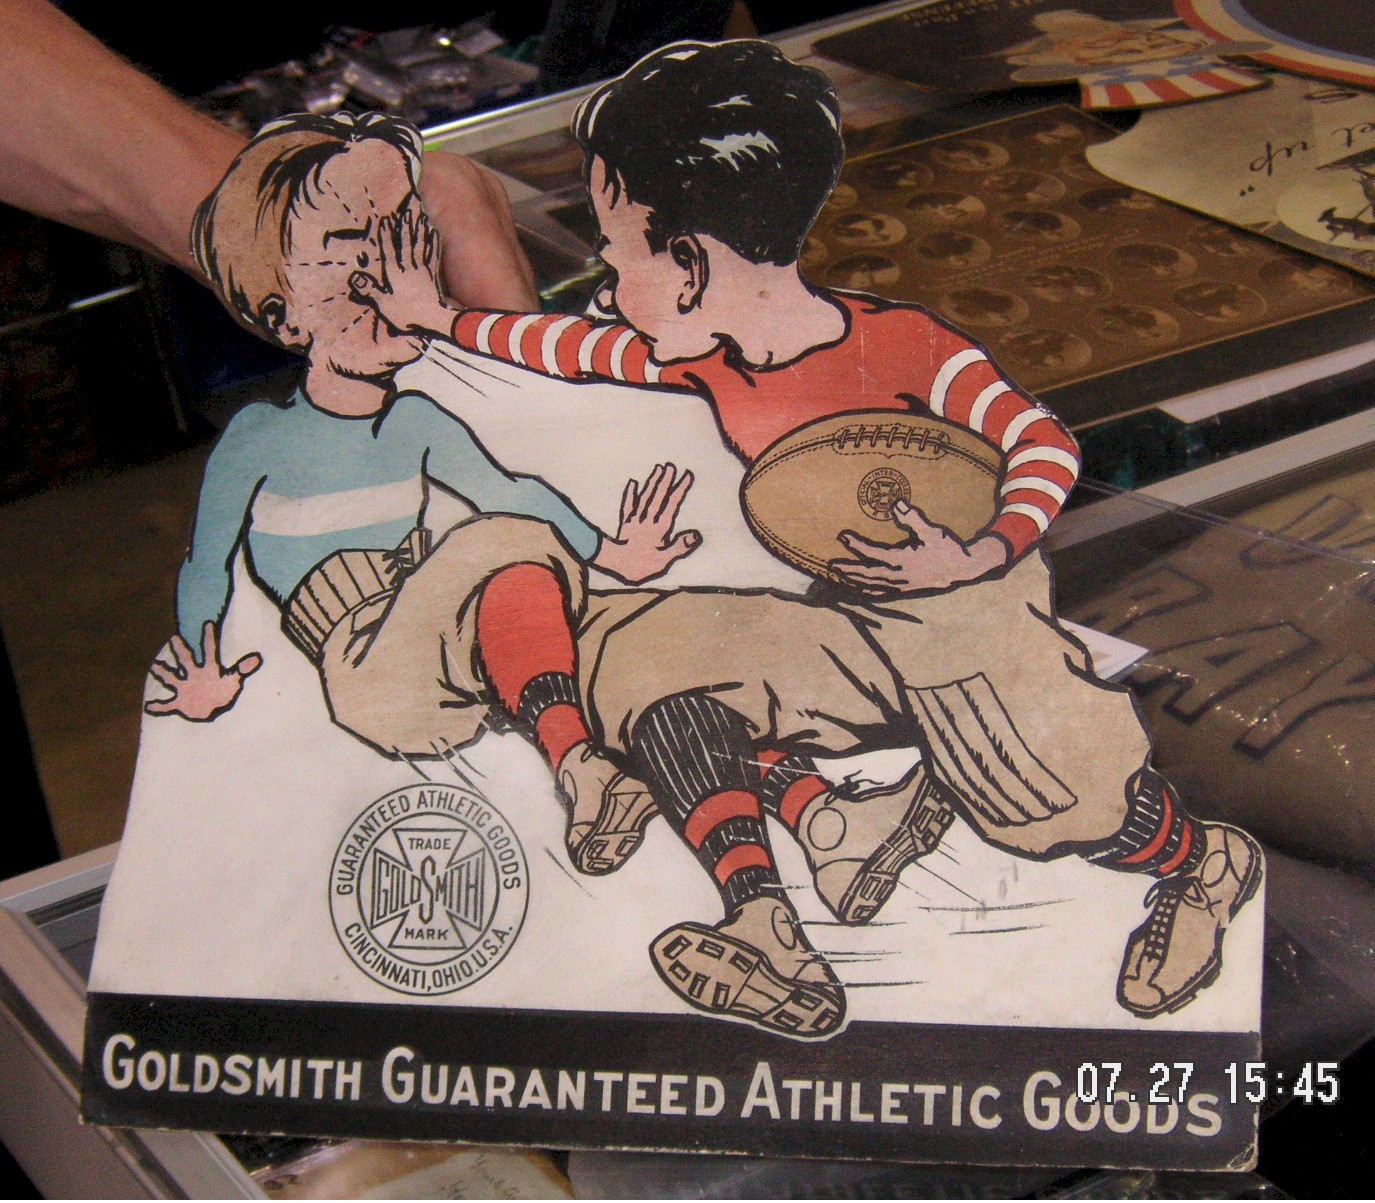 GUARANTEED ATHLETIC GOODS
TRADE
GOLDSMITH
MARK
CINCINNATI, OHIO. U.S.A.
GOLDSMITH GUARANTEED ATHLETIC GOODS
07.27 15:45